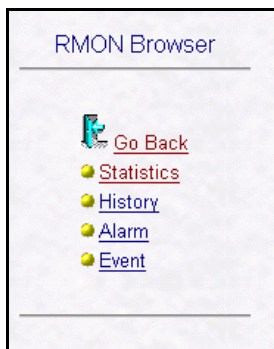 RMON Browser
Go Back
Statistics
History
Alarm
Event